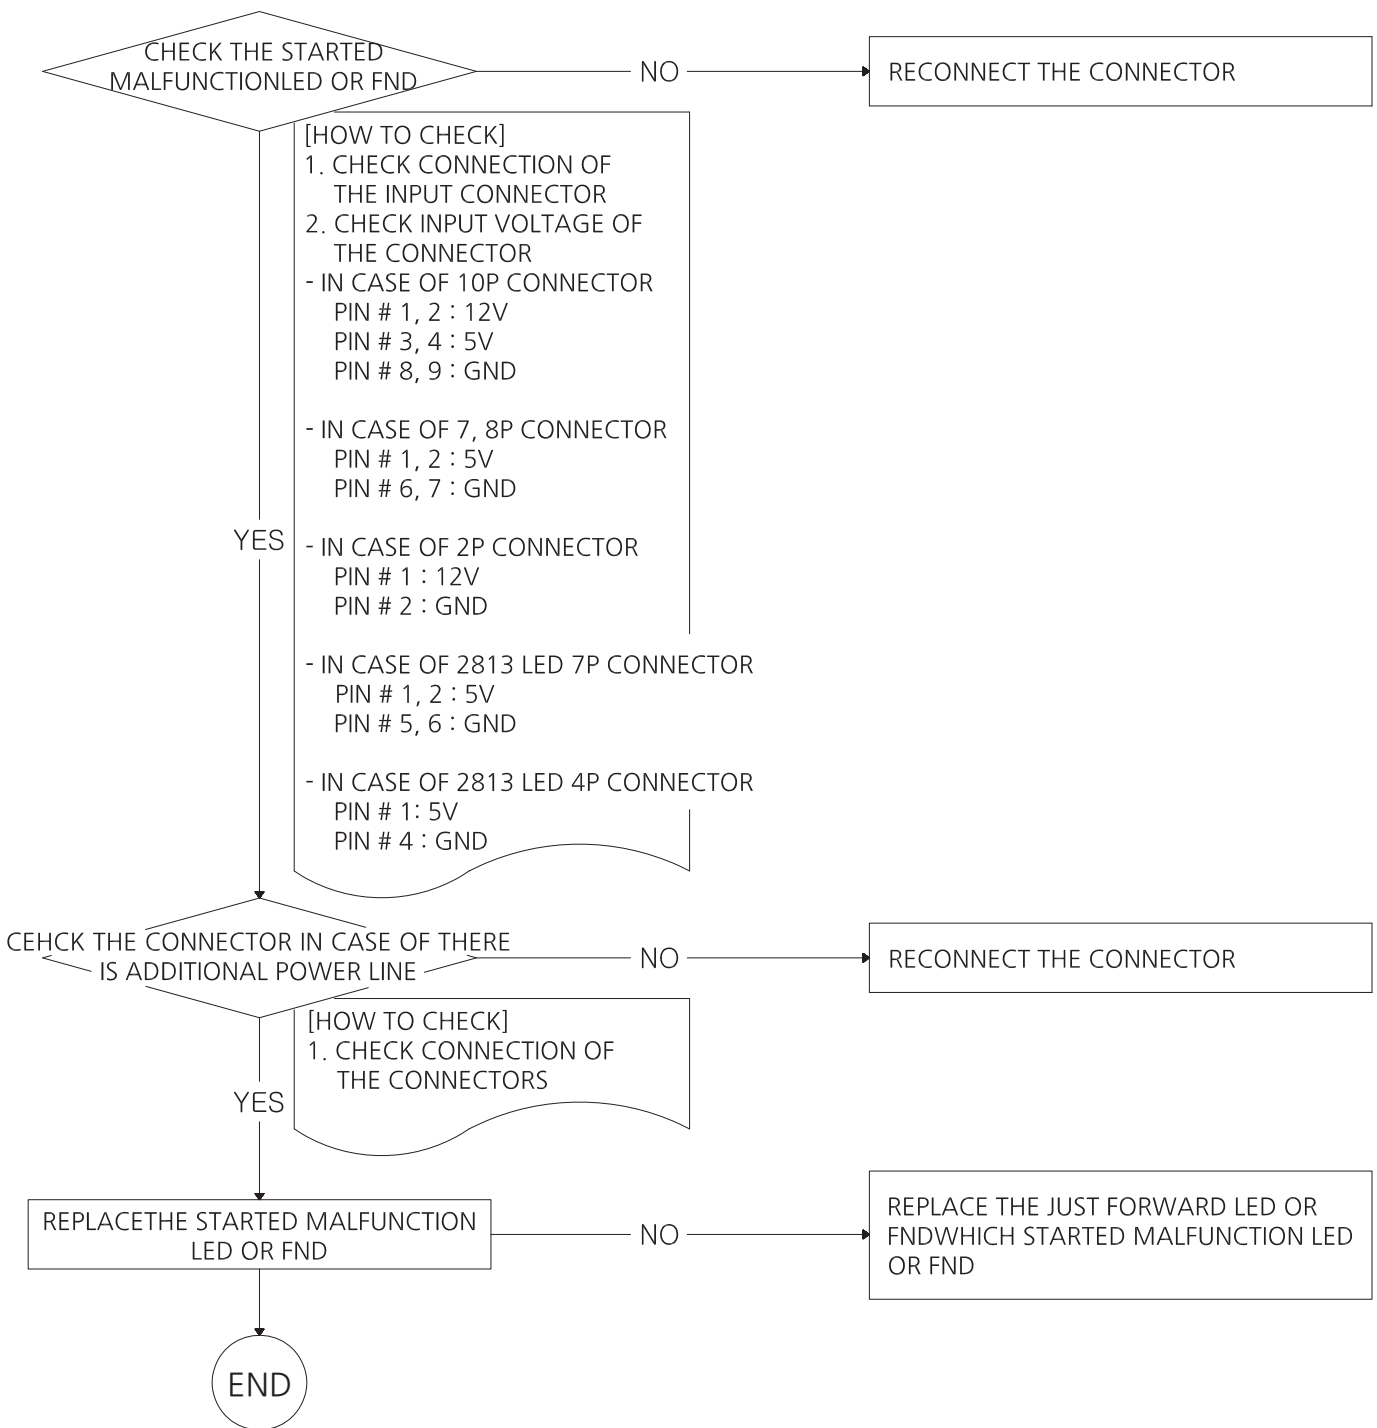 CHECK THE STARTED
MALFUNCTIONLED OR FND
NO
RECONNECT THE CONNECTOR
[HOW TO CHECK]
1. CHECK CONNECTION OF
THE INPUT CONNECTOR
2. CHECK INPUT VOLTAGE OF
THE CONNECTOR
- IN CASE OF 10P CONNECTOR
PIN # 1, 2 : 12V
PIN # 3, 4 : 5V
PIN # 8, 9 : GND
- IN CASE OF 7, 8P CONNECTOR
PIN # 1, 2 : 5V
PIN # 6, 7 : GND
YES
- IN CASE OF 2P CONNECTOR
PIN # 1 : 12V
PIN # 2 : GND
- IN CASE OF 2813 LED 7P CONNECTOR
PIN # 1, 2 : 5V
PIN # 5, 6 : GND
- IN CASE OF 2813 LED 4P CONNECTOR
PIN # 1: 5V
PIN # 4 : GND
CEHCK THE CONNECTOR IN CASE OF THERE
IS ADDITIONAL POWER LINE
NO
RECONNECT THE CONNECTOR
[HOW TO CHECK]
1. CHECK CONNECTION OF
THE CONNECTORS
YES
REPLACETHE STARTED MALFUNCTION
LED OR FND
NO
REPLACE THE JUST FORWARD LED OR
FNDWHICH STARTED MALFUNCTION LED
OR FND
END